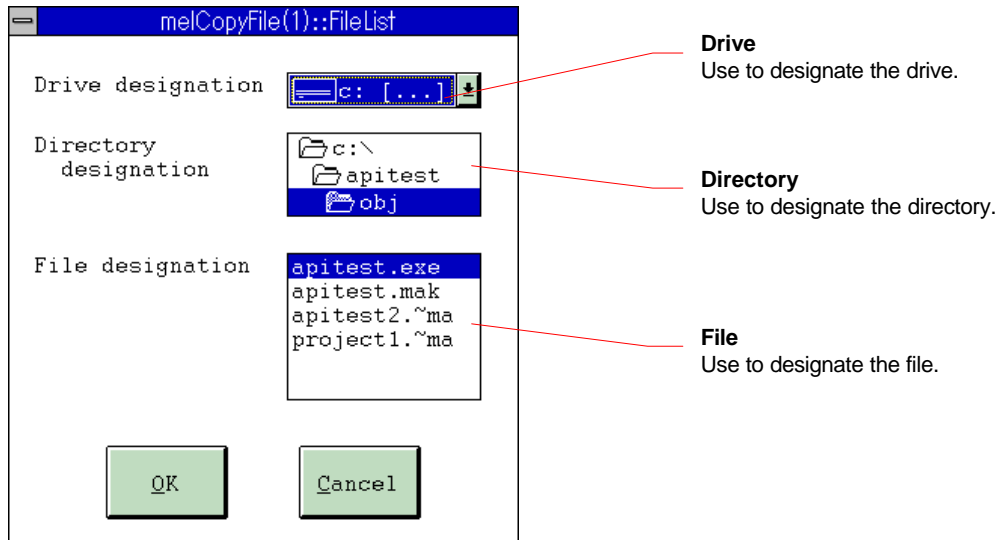 melCopyFile(1)::FileList
Drive designation
c: [...]
Directory
designation
c:\
apitest
obj
File designation
apitest.exe
apitest.mak
apitest2.~ma
project1.~ma
OK
Cancel
Drive
Use to designate the drive.
Directory
Use to designate the directory.
File
Use to designate the file.